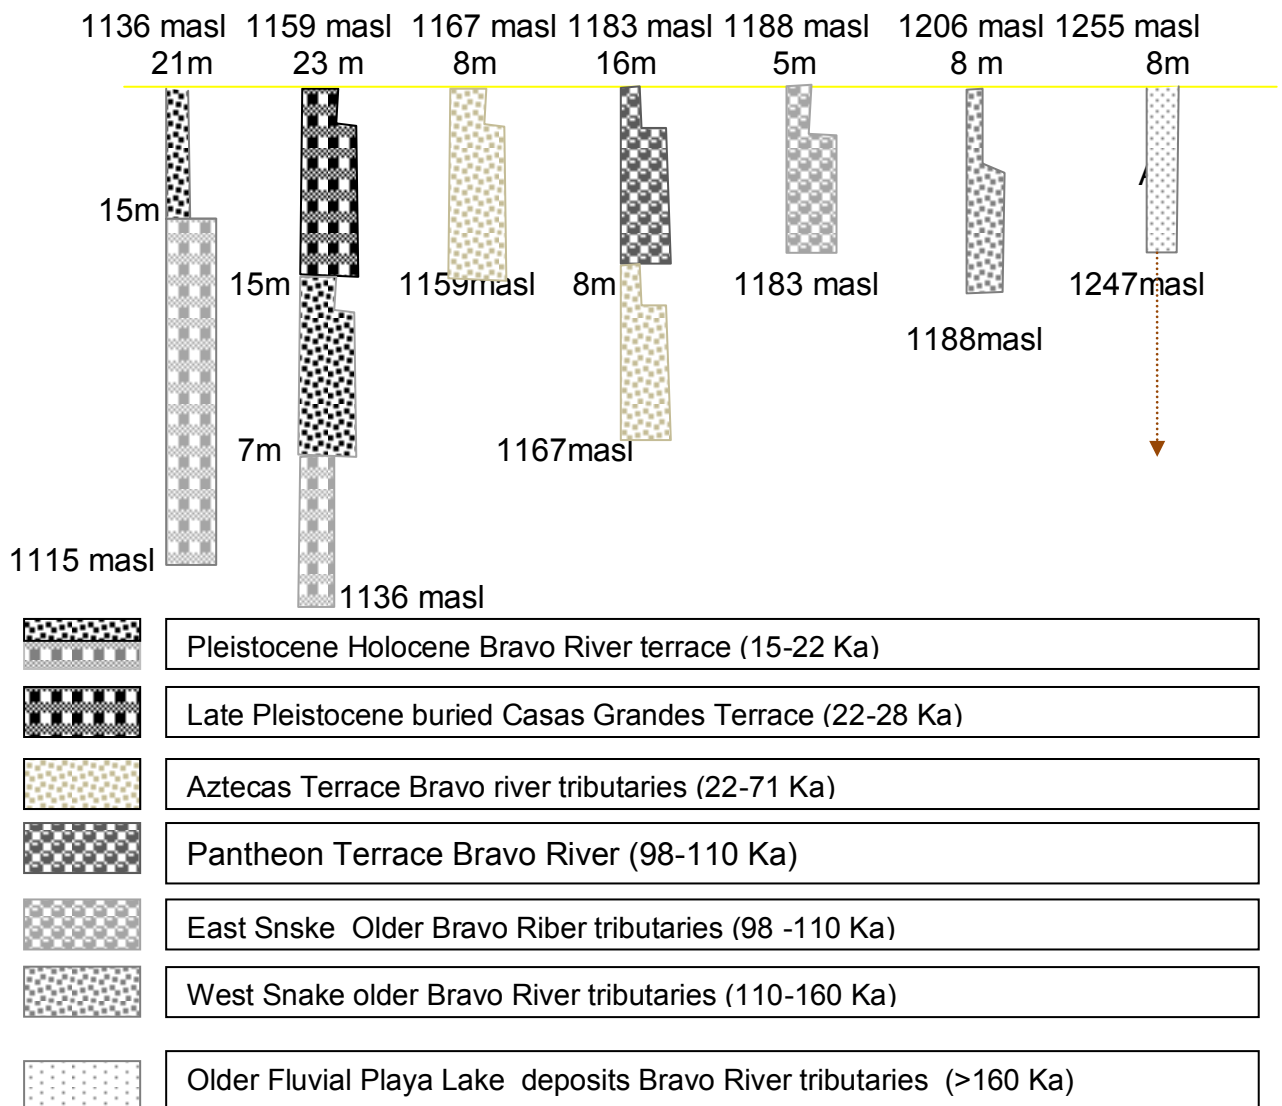 1136 masl 1159 masl 1167 masl 1183 masl 1188 masl 1206 masl 1255 masl
21m 23 m 8m 16m 5m 8 m 8m
A
15m
15m 1159masl 8m 1183 masl 1247masl
1188masl
7m 1167masl
1115 masl
1136 masl
Pleistocene Holocene Bravo River terrace (15-22 Ka)
Late Pleistocene buried Casas Grandes Terrace (22-28 Ka)
Aztecas Terrace Bravo river tributaries (22-71 Ka)
Pantheon Terrace Bravo River (98-110 Ka)
East Snske Older Bravo Riber tributaries (98 -110 Ka)
West Snake older Bravo River tributaries (110-160 Ka)
Older Fluvial Playa Lake deposits Bravo River tributaries (>160 Ka)